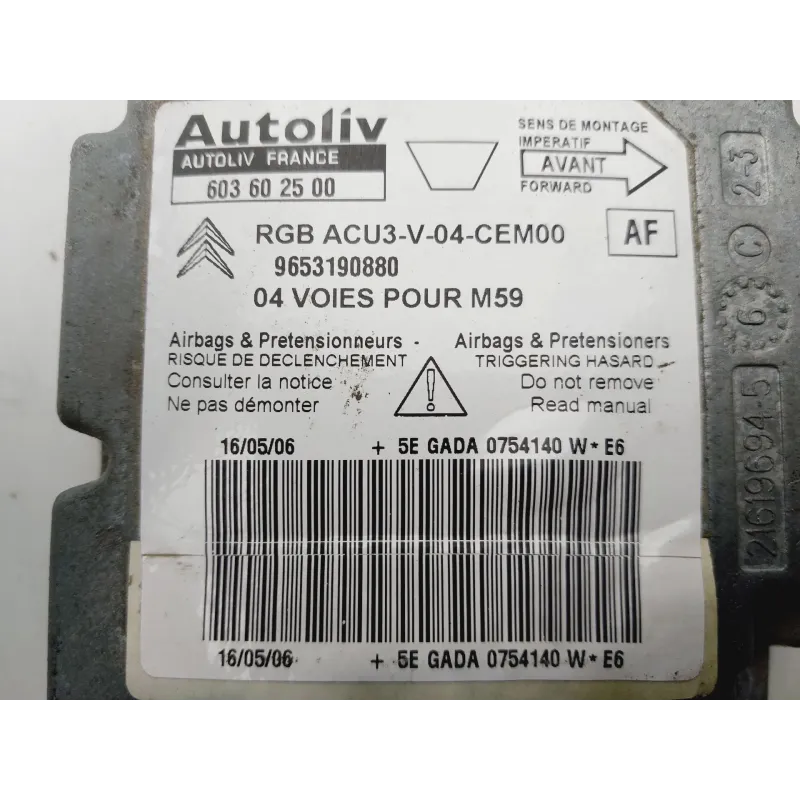 Autoliv
AUTOLIV FRANCE
603 60 25 00
SENS DE MONTAGE
IMPERATIF
AVANT
FORWARD
RGB ACU3-V-04-CEM00
AF
9653190880
04 VOIES POUR M59
Airbags & Pretensionneurs -
RISQUE DE DECLENCHEMENT
Consulter la notice
Ne pas démonter
Airbags & Pretensioners
TRIGGERING HASARD
Do not remove
Read manual
16/05/06 + 5E GADA 0754140 W* E6
16/05/06 + 5E GADA 0754140 W* E6
21619694-5
C 2-3